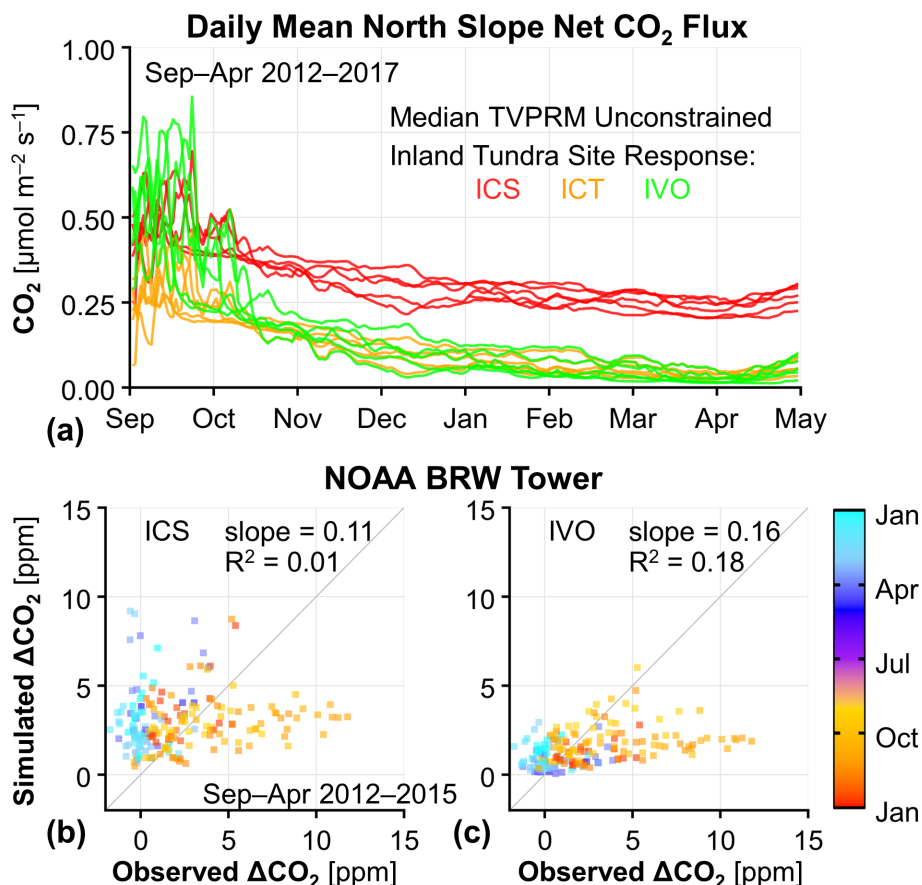 Daily Mean North Slope Net CO₂ Flux
Sep–Apr 2012–2017
Median TVPRM Unconstrained
Inland Tundra Site Response:
ICS ICT IVO
CO₂ [µmol m⁻² s⁻¹]
1.00
0.75
0.50
0.25
0.00
Sep Oct Nov Dec Jan Feb Mar Apr May
(a)
NOAA BRW Tower
ICS
slope = 0.11
R² = 0.01
Sep–Apr 2012–2015
Simulated ΔCO₂ [ppm]
15
10
5
0
0 5 10 15
(b)
Observed ΔCO₂ [ppm]
IVO
slope = 0.16
R² = 0.18
15
10
5
0
0 5 10 15
(c)
Observed ΔCO₂ [ppm]
Jan
Apr
Jul
Oct
Jan